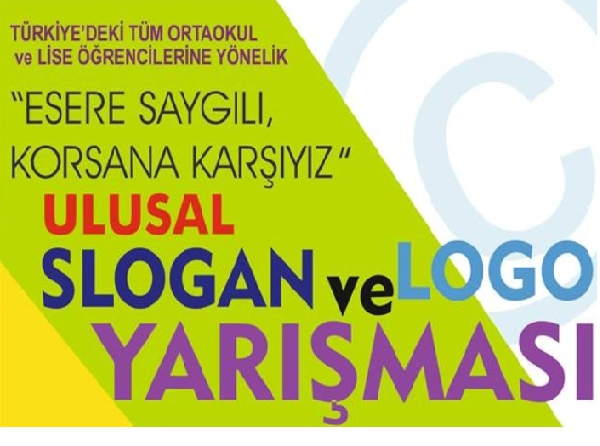 TÜRKİYE'DEKİ TÜM ORTAOKUL
ve LİSE ÖĞRENCİLERİNE YÖNELİK
"ESERE SAYGILI,
KORSANA KARŞIYIZ"
ULUSAL
SLOGAN ve LOGO
YARIŞMASI